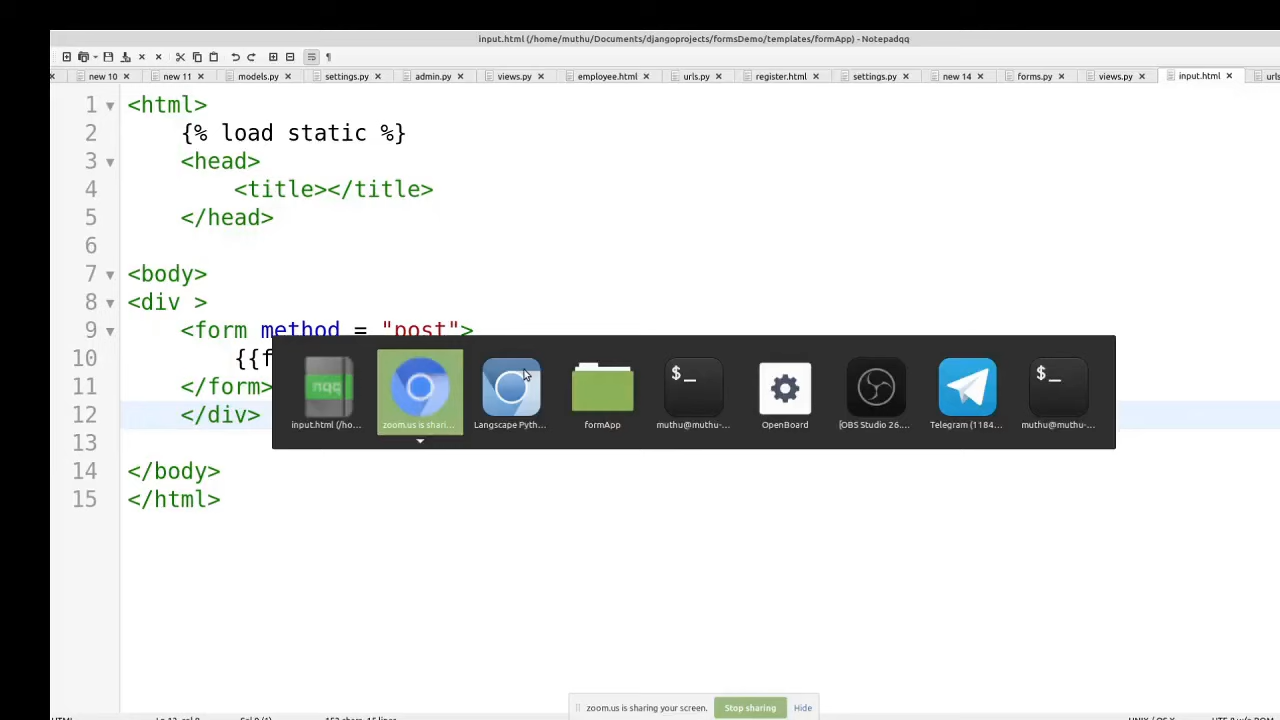 input.html (/home/muthu/Documents/djangoprojects/formsDemo/templates/formApp) - Notepadqq
new 10 new 11 models.py settings.py admin.py views.py employee.html urls.py register.html settings.py new 14 forms.py views.py input.html urls
1 <html>
2 {% load static %}
3 <head>
4 <title></title>
5 </head>
6
7 <body>
8 <div >
9 <form method = "post">
10 {{f
11 </form>
12 </div>
13
14 </body>
15 </html>
nqq
$_
$_
input.html (/ho... zoom.us is shari... Langscape Pyth... formApp muthu@muthu-... OpenBoard [OBS Studio 26.... Telegram (1184... muthu@muthu-...
zoom.us is sharing your screen. Stop sharing Hide